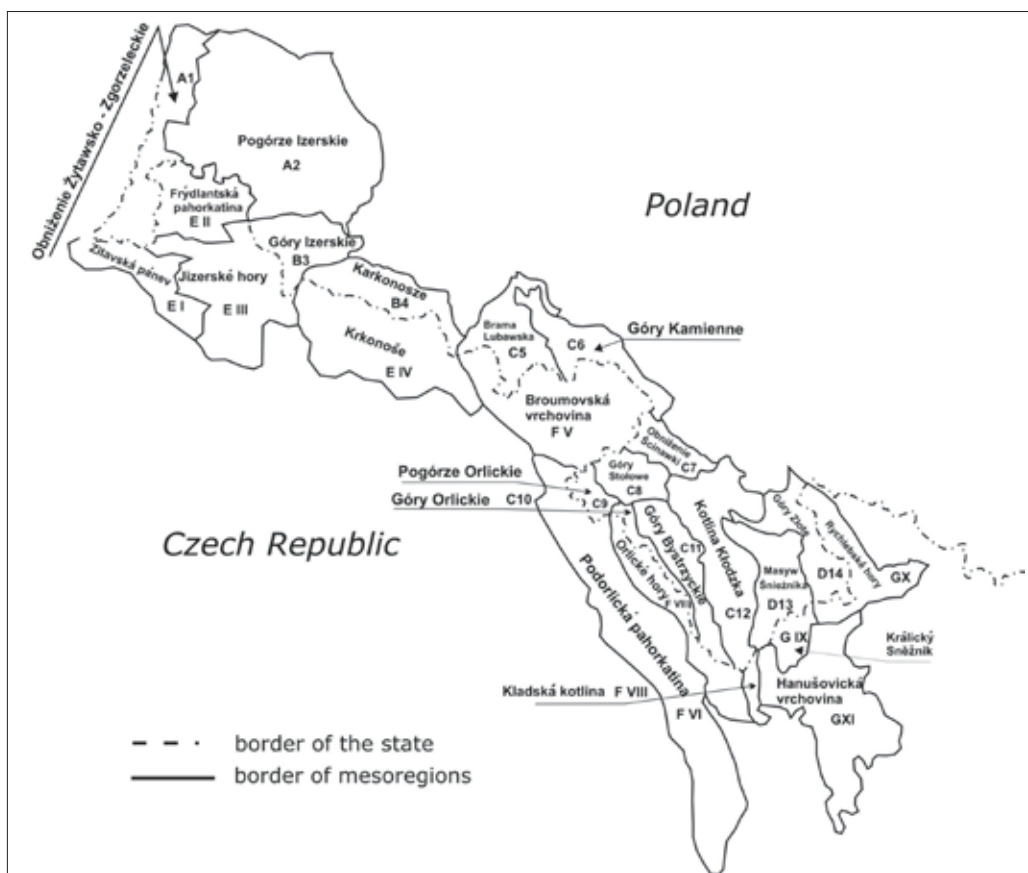 Obniżenie Żytawsko - Zgorzeleckie
A1
Pogórze Izerskie
A2
Poland
Frýdlantská
pahorkatina
E II
Góry Izerskie
B3
Žitavská pánev
E I
Jizerské hory
E III
Karkonosze
B4
Krkonoše
E IV
Brama
Lubawska
C5
C6
Góry Kamienne
Broumovská
vrchovina
F V
Obniżenie
Ścinawki C7
Pogórze Orlickie
Góry Orlickie C10
C9
Góry
Stołowe
C8
Czech Republic
Góry Bystrzyckie
C11
Kotlina Kłodzka
C12
Góry Złote
D14
Rychlebské hory
GX
Orlické hory
F VIII
Masyw
Śnieżnika
D13
G IX
Králický
Sněžník
Podorlická pahorkatina
F VI
Kladská kotlina F VIII
Hanušovická
vrchovina
GXI
border of the state
border of mesoregions